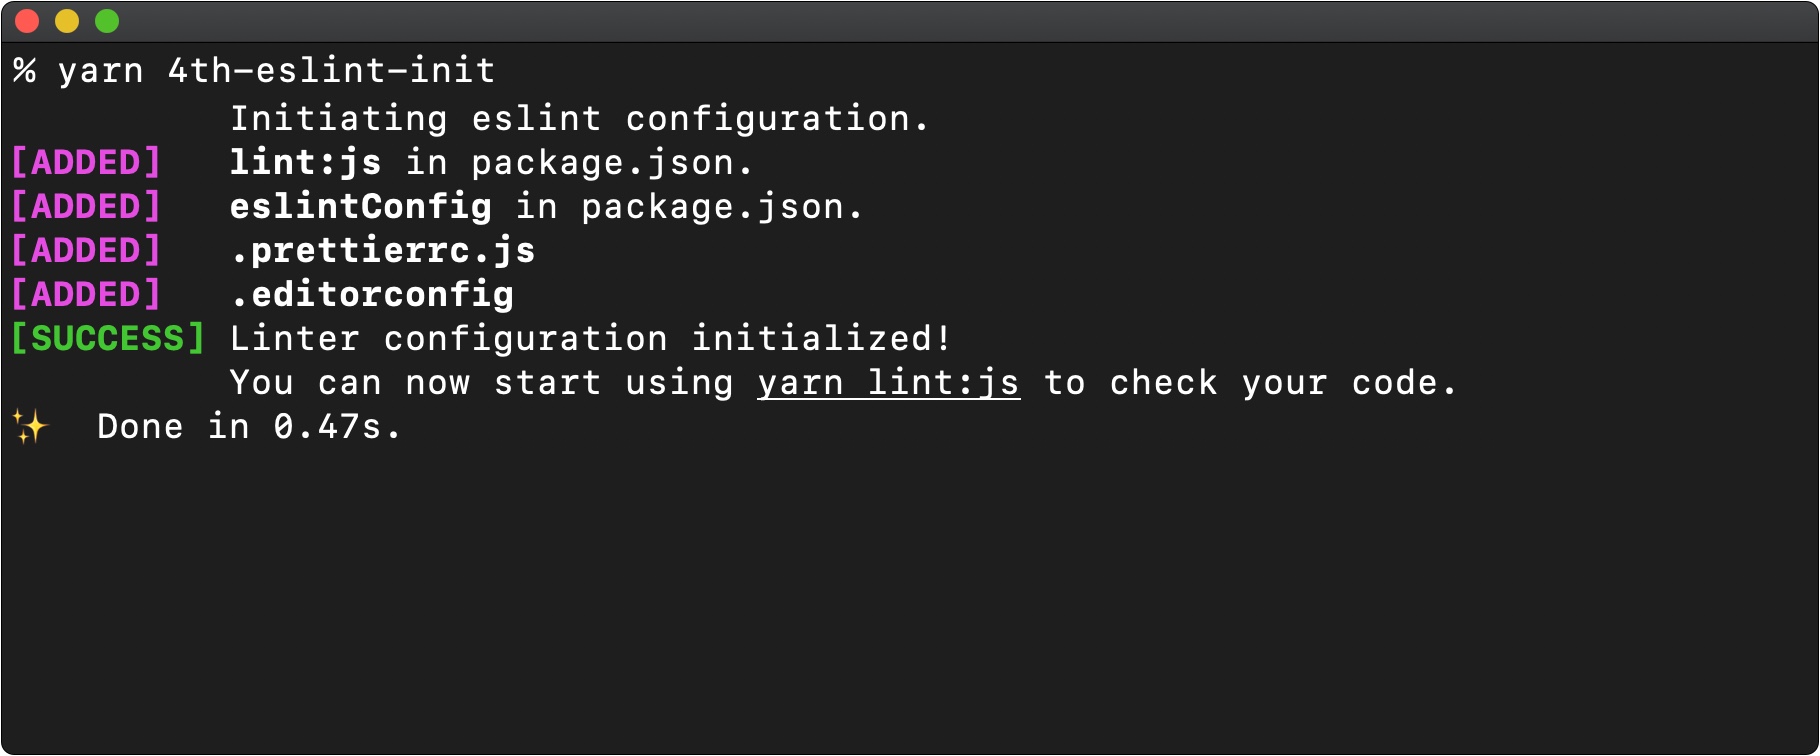 % yarn 4th-eslint-init
Initiating eslint configuration.
[ADDED] lint:js in package.json.
[ADDED] eslintConfig in package.json.
[ADDED] .prettierrc.js
[ADDED] .editorconfig
[SUCCESS] Linter configuration initialized!
You can now start using yarn lint:js to check your code.
✨ Done in 0.47s.